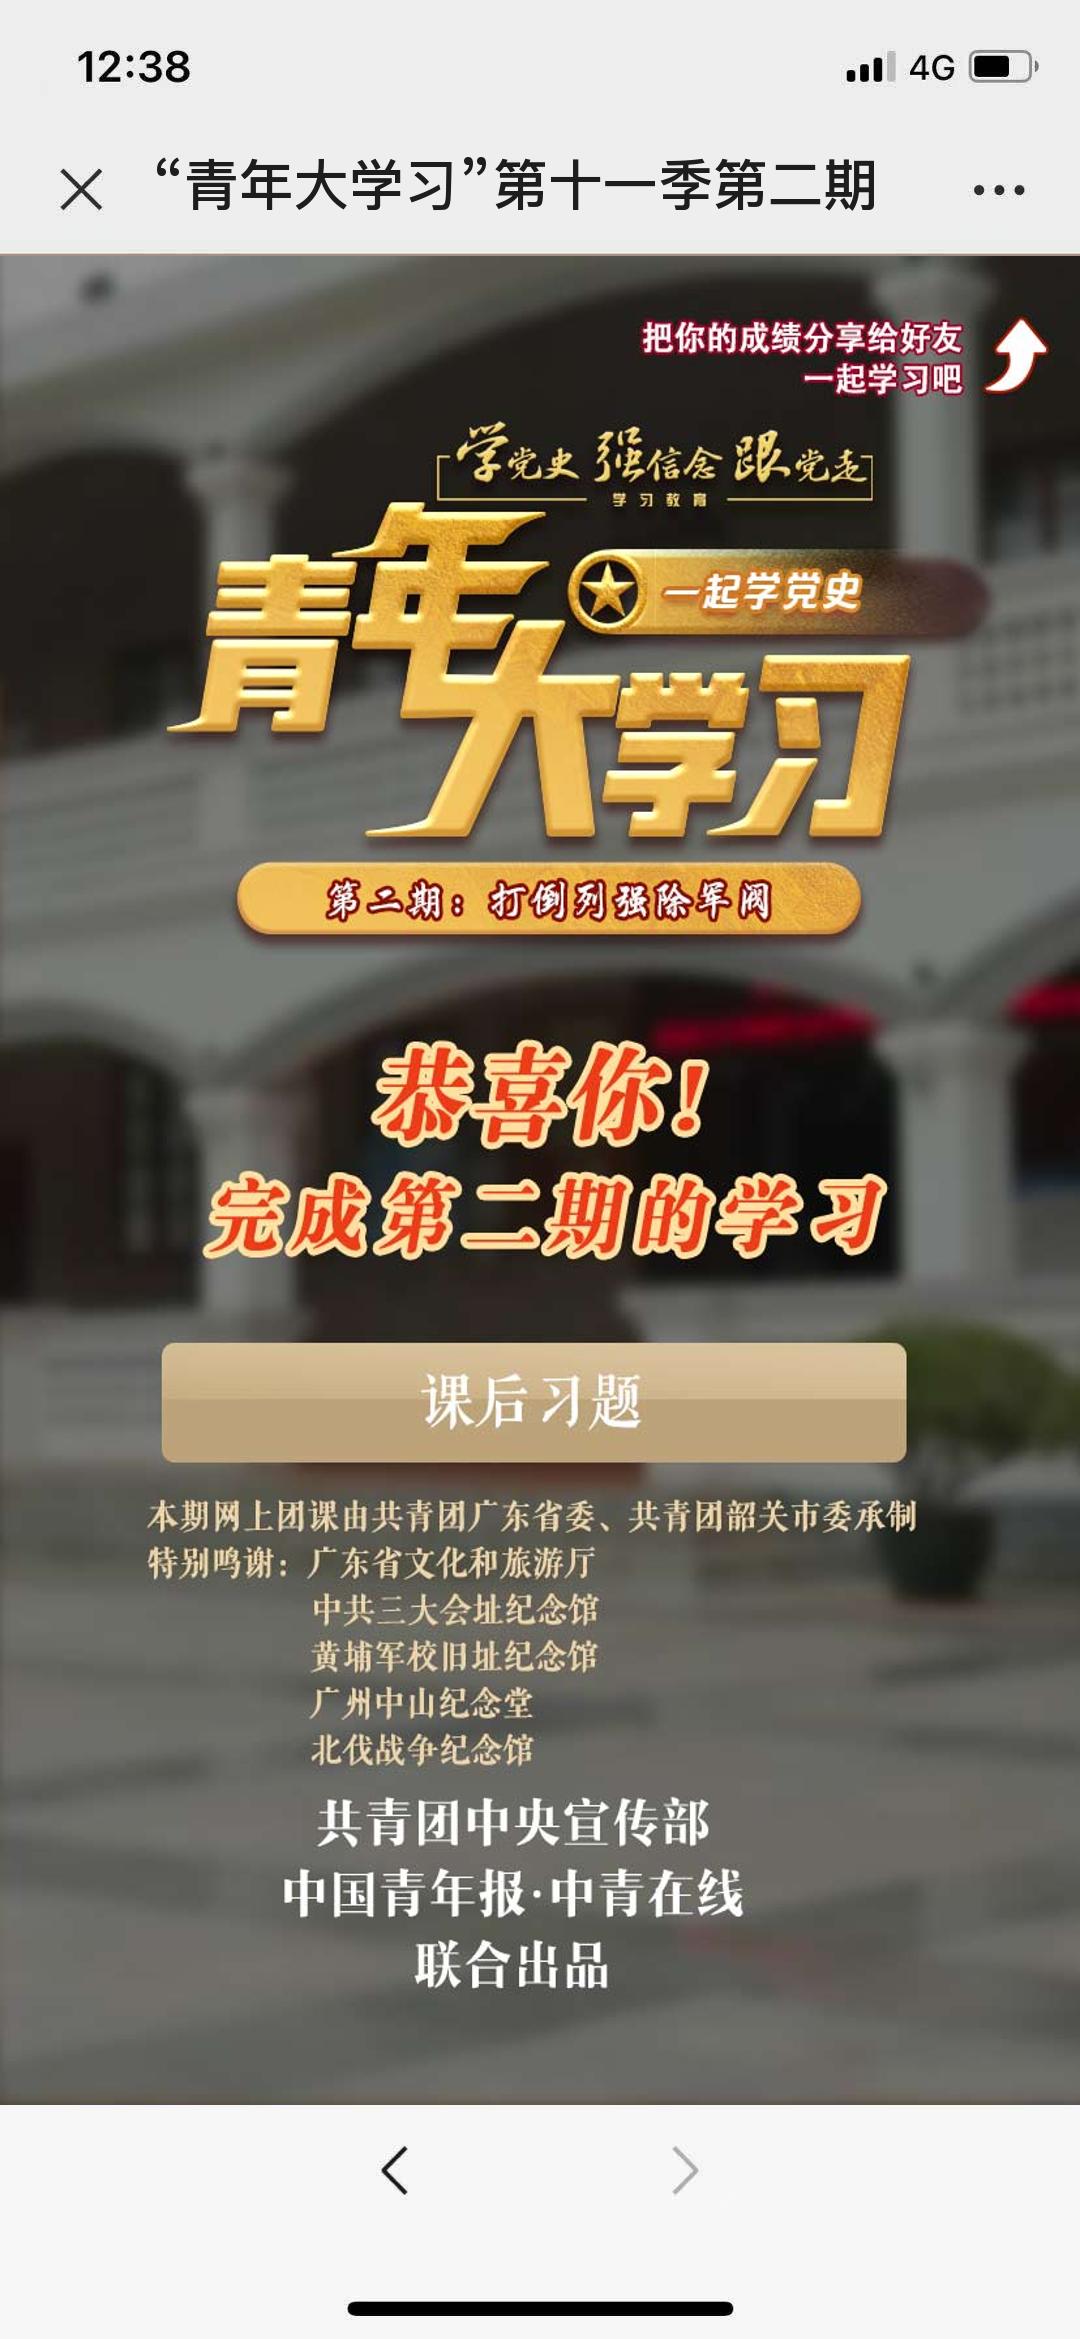 12:38
4G
“青年大学习”第十一季第二期
把你的成绩分享给好友
一起学习吧
学党史 强信念 跟党走
学习教育
青年大学习
一起学党史
第二期：打倒列强除军阀
恭喜你！
完成第二期的学习
课后习题
本期网上团课由共青团广东省委、共青团韶关市委承制
特别鸣谢：广东省文化和旅游厅
中共三大会址纪念馆
黄埔军校旧址纪念馆
广州中山纪念堂
北伐战争纪念馆
共青团中央宣传部
中国青年报·中青在线
联合出品